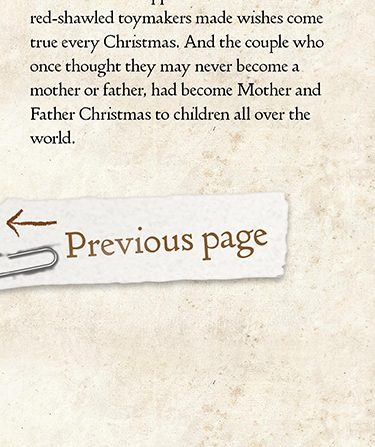 red-shawled toymakers made wishes come
true every Christmas. And the couple who
once thought they may never become a
mother or father, had become Mother and
Father Christmas to children all over the
world.
Previous page